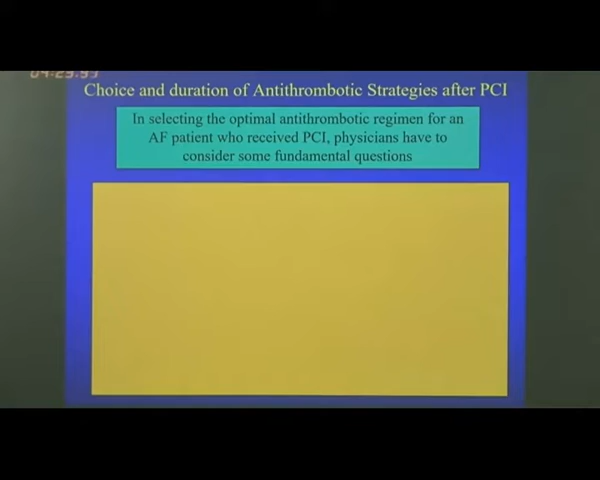 Choice and duration of Antithrombotic Strategies after PCI
In selecting the optimal antithrombotic regimen for an
AF patient who received PCI, physicians have to
consider some fundamental questions